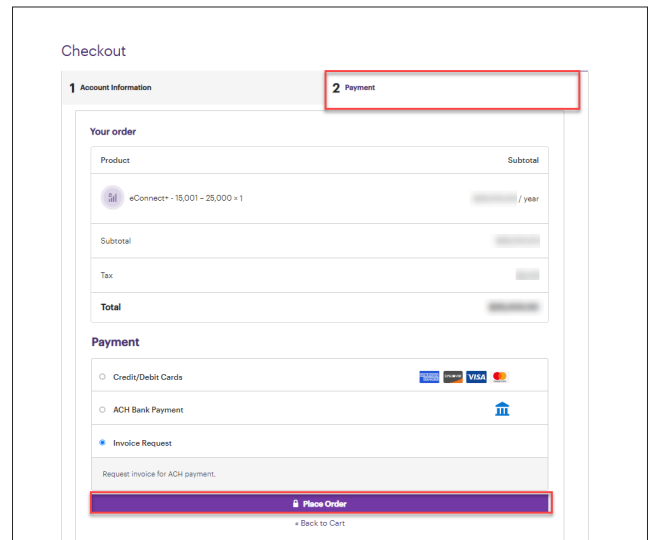 Checkout
1 Account Information
2 Payment
Your order
Product Subtotal
eConnect+ - 15,001 – 25,000 × 1 / year
Subtotal
Tax
Total
Payment
Credit/Debit Cards DISCOVER VISA
ACH Bank Payment
Invoice Request
Request invoice for ACH payment.
Place Order
« Back to Cart